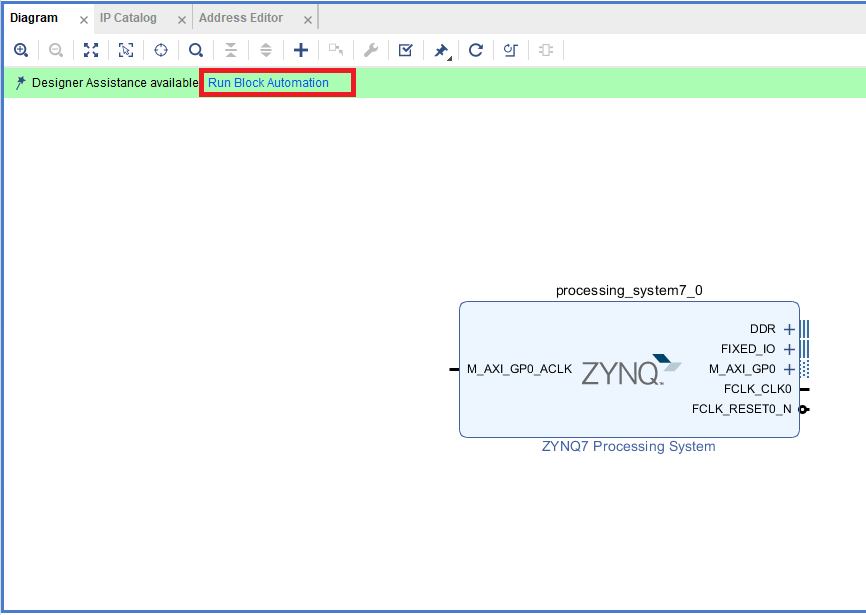 Diagram IP Catalog Address Editor
Designer Assistance available Run Block Automation
processing_system7_0
DDR
FIXED_IO
M_AXI_GP0_ACLK ZYNQ™ M_AXI_GP0
FCLK_CLK0
FCLK_RESET0_N
ZYNQ7 Processing System